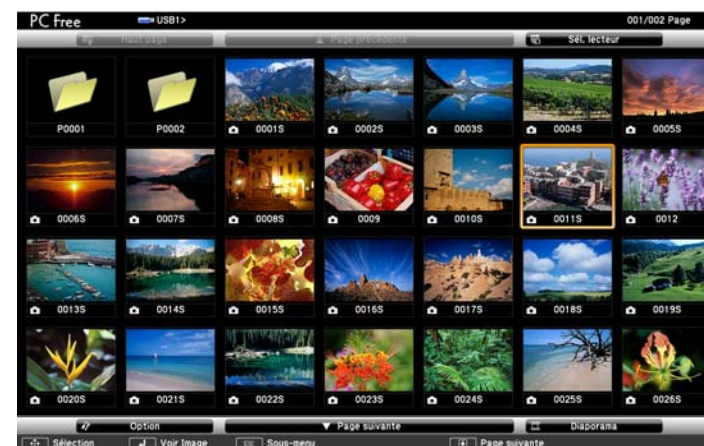 PC Free USB1> 001/002 Page
Haut page ▲ Page précédente Sél. lecteur
P0001 P0002 0001S 0002S 0003S 0004S 0005S
0006S 0007S 0008S 0009 0010S 0011S 0012
0013S 0014S 0015S 0016S 0017S 0018S 0019S
0020S 0021S 0022S 0023S 0024S 0025S 0026S
Option ▼ Page suivante Diaporama
Sélection Voir Image Esc Sous-menu Page suivante